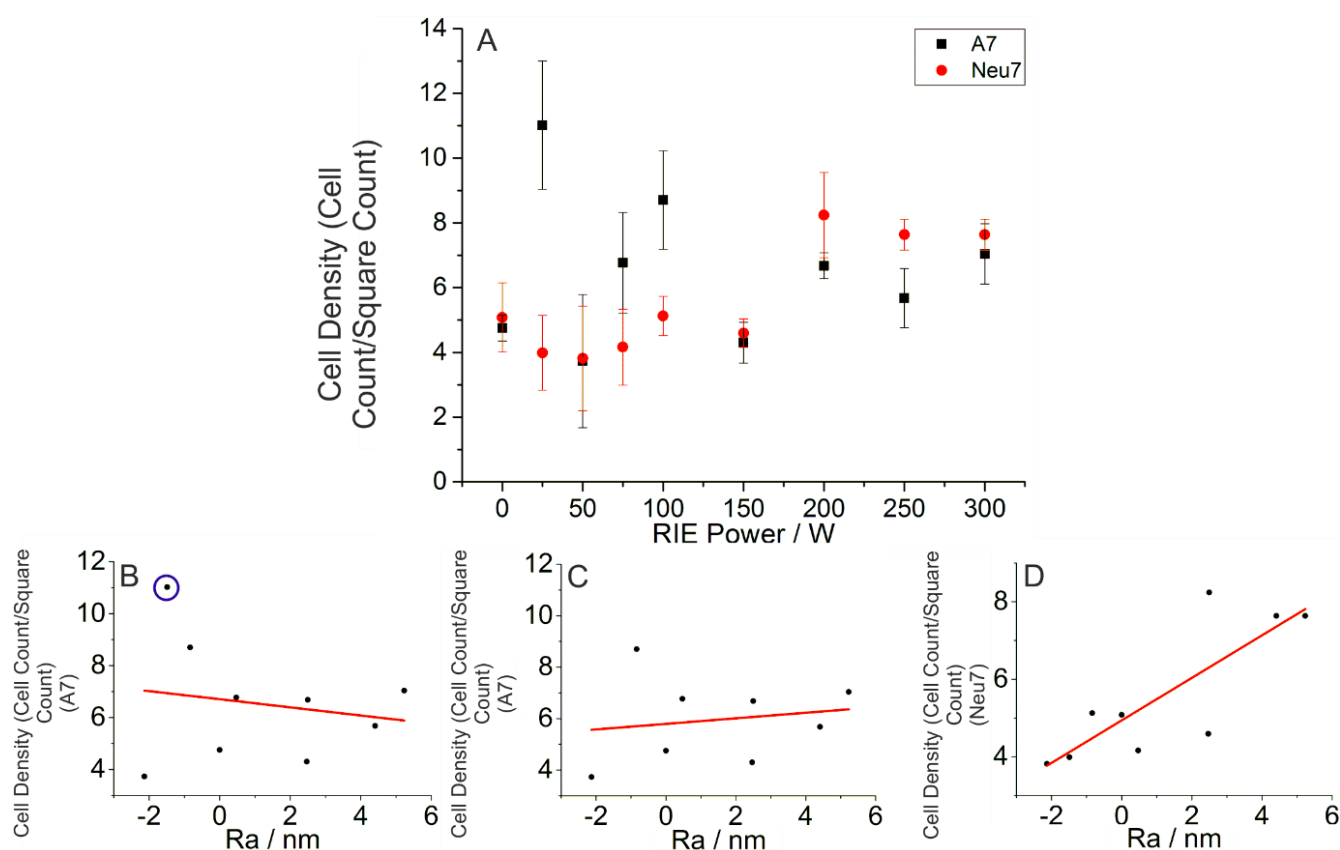 A
A7
Neu7
Cell Density (Cell
Count/Square Count)
14
12
10
8
6
4
2
0
0 50 100 150 200 250 300
RIE Power / W
B
Cell Density (Cell Count/Square
Count)
(A7)
12
10
8
6
4
-2 0 2 4 6
Ra / nm
C
Cell Density (Cell Count/Square
Count)
(A7)
12
10
8
6
4
-2 0 2 4 6
Ra / nm
D
Cell Density (Cell Count/Square
Count)
(Neu7)
8
6
4
-2 0 2 4 6
Ra / nm